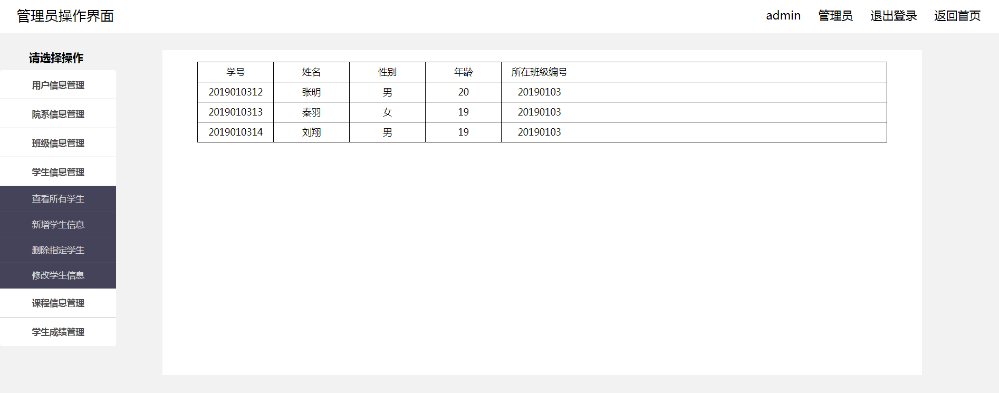 管理员操作界面 admin 管理员 退出登录 返回首页
请选择操作
用户信息管理
院系信息管理
班级信息管理
学生信息管理
查看所有学生
新增学生信息
删除指定学生
修改学生信息
课程信息管理
学生成绩管理
学号 姓名 性别 年龄 所在班级编号
2019010312 张明 男 20 20190103
2019010313 秦羽 女 19 20190103
2019010314 刘翔 男 19 20190103